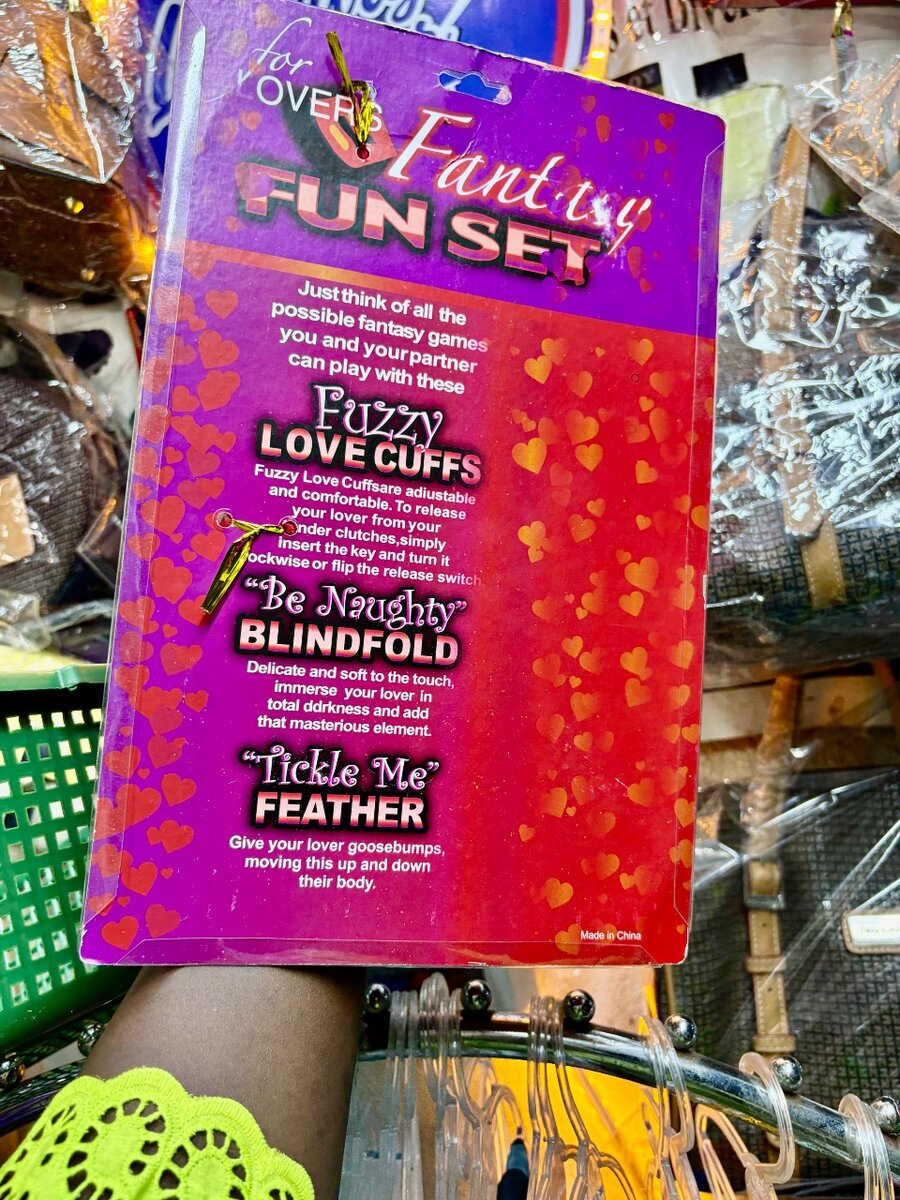 for
LOVERS
Fantasy
FUN SET
Just think of all the
possible fantasy games
you and your partner
can play with these
Fuzzy
LOVE CUFFS
Fuzzy Love Cuffsare adiustable
and comfortable. To release
your lover from your
nder clutches,simply
insert the key and turn it
ockwise or flip the release switch
"Be Naughty"
BLINDFOLD
Delicate and soft to the touch,
immerse your lover in
total ddrkness and add
that masterious element.
"Tickle Me"
FEATHER
Give your lover goosebumps,
moving this up and down
their body.
Made in China